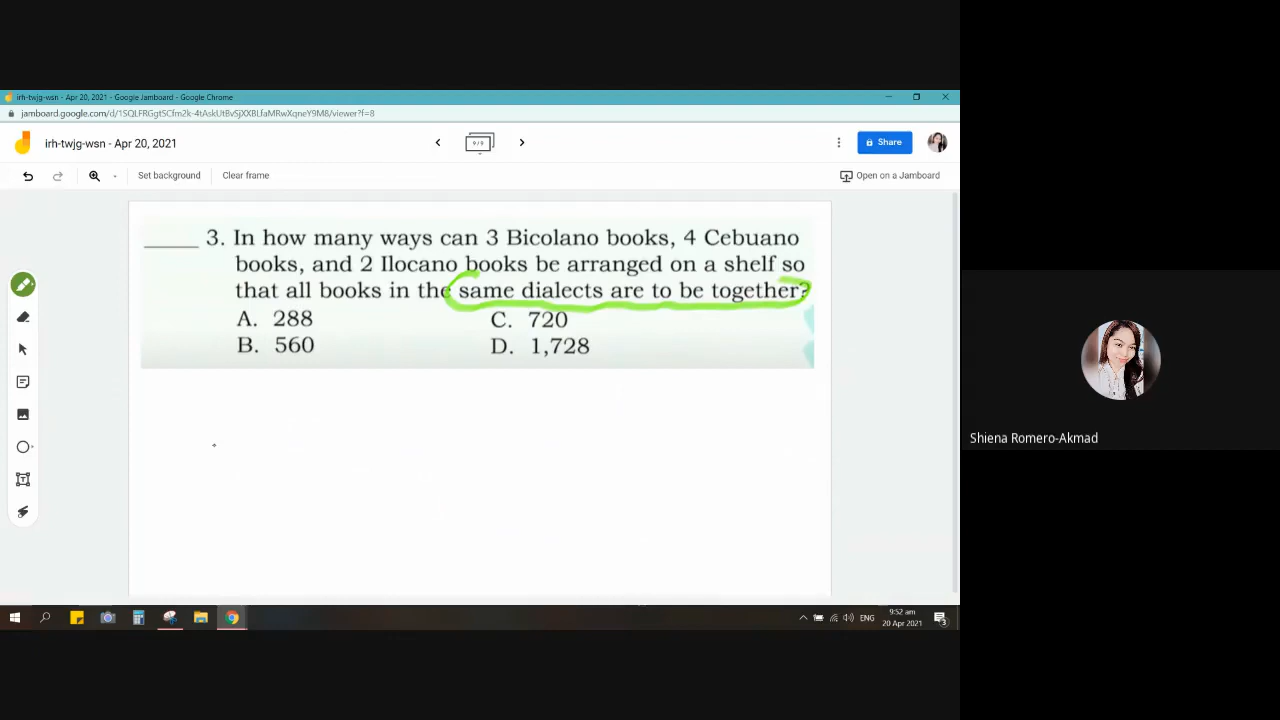 irh-twjg-wsn - Apr 20, 2021 - Google Jamboard - Google Chrome
irh-twjg-wsn - Apr 20, 2021
9 / 9
Share
Set background
Clear frame
Open on a Jamboard
_____ 3. In how many ways can 3 Bicolano books, 4 Cebuano
books, and 2 Ilocano books be arranged on a shelf so
that all books in the same dialects are to be together?
A. 288 C. 720
B. 560 D. 1,728
Shiena Romero-Akmad
9:52 am
ENG
20 Apr 2021